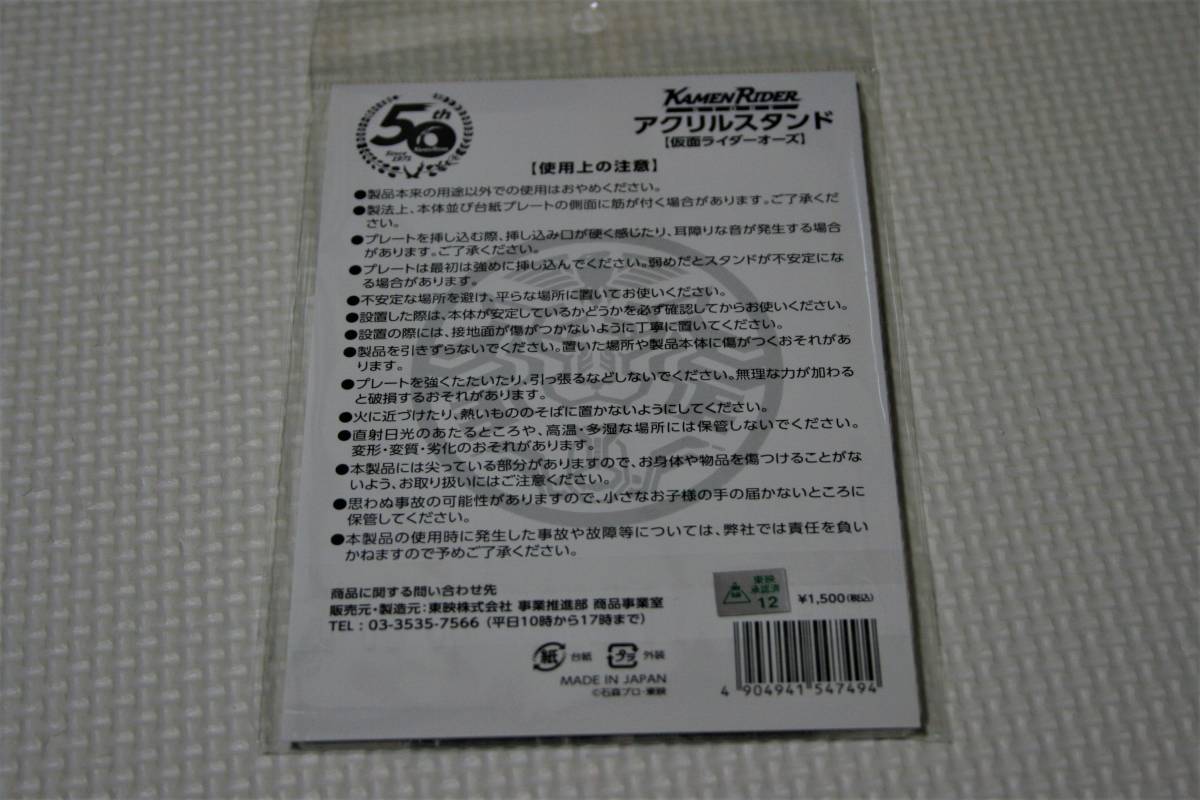 50th
Since 1971
KAMEN RIDER
アクリルスタンド
【仮面ライダーオーズ】
【使用上の注意】
●製品本来の用途以外での使用はおやめください。
●製法上、本体並び台紙プレートの側面に筋が付く場合があります。ご了承くだ
さい。
●プレートを挿し込む際、挿し込み口が硬く感じたり、耳障りな音が発生する場合
があります。ご了承ください。
●プレートは最初は強めに挿し込んでください。弱めだとスタンドが不安定にな
る場合があります。
●不安定な場所を避け、平らな場所に置いてお使いください。
●設置した際は、本体が安定しているかどうかを必ず確認してからお使いください。
●設置の際には、接地面が傷がつかないように丁寧に置いてください。
●製品を引きずらないでください。置いた場所や製品本体に傷がつくおそれがあ
ります。
●プレートを強くたたいたり、引っ張るなどしないでください。無理な力が加わる
と破損するおそれがあります。
●火に近づけたり、熱いもののそばに置かないようにしてください。
●直射日光のあたるところや、高温・多湿な場所には保管しないでください。
変形・変質・劣化のおそれがあります。
●本製品には尖っている部分がありますので、お身体や物品を傷つけることがな
いよう、お取り扱いにはご注意ください。
●思わぬ事故の可能性がありますので、小さなお子様の手の届かないところに
保管してください。
●本製品の使用時に発生した事故や故障等については、弊社では責任を負い
かねますので予めご了承ください。
商品に関する問い合わせ先
販売元・製造元：東映株式会社 事業推進部 商品事業室
TEL：03-3535-7566（平日10時から17時まで）
東映
承認済
12
¥1,500（税込）
紙 台紙 プラ 外装
MADE IN JAPAN
©石森プロ・東映
4 904941 547494